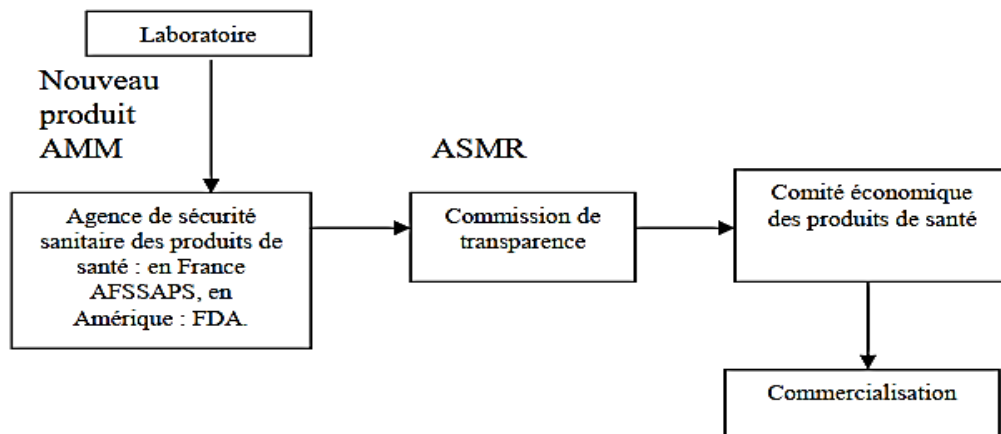 Laboratoire
Nouveau
produit
AMM
ASMR
Agence de sécurité
sanitaire des produits de
santé : en France
AFSSAPS, en
Amérique : FDA.
Commission de
transparence
Comité économique
des produits de santé
Commercialisation